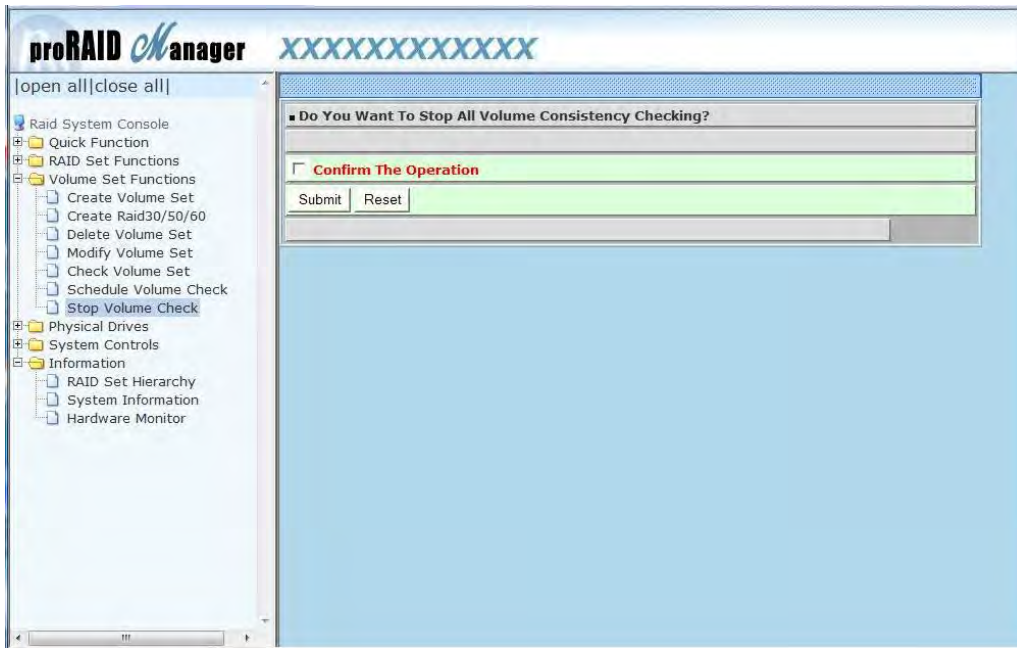 proRAID Manager XXXXXXXXXXXX
|open all|close all|
Raid System Console
Quick Function
RAID Set Functions
Volume Set Functions
Create Volume Set
Create Raid30/50/60
Delete Volume Set
Modify Volume Set
Check Volume Set
Schedule Volume Check
Stop Volume Check
Physical Drives
System Controls
Information
RAID Set Hierarchy
System Information
Hardware Monitor
Do You Want To Stop All Volume Consistency Checking?
Confirm The Operation
Submit Reset